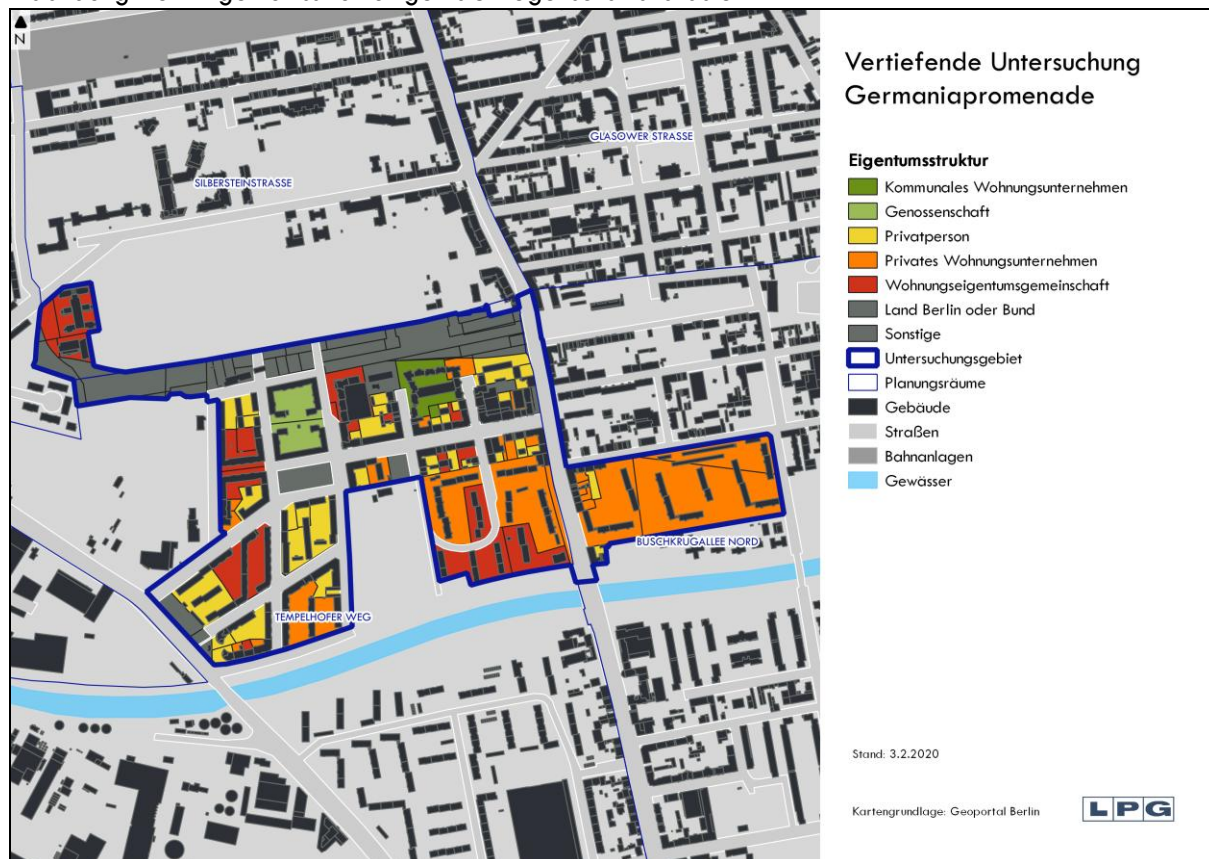 N
Vertiefende Untersuchung
Germaniapromenade
Eigentumsstruktur
Kommunales Wohnungsunternehmen
Genossenschaft
Privatperson
Privates Wohnungsunternehmen
Wohnungseigentumsgemeinschaft
Land Berlin oder Bund
Sonstige
Untersuchungsgebiet
Planungsräume
Gebäude
Straßen
Bahnanlagen
Gewässer
GLASOWER STRASSE
SILBERSTEINSTRASSE
BUSCHKRUGALLEE NORD
TEMPELHOFER WEG
Stand: 3.2.2020
Kartengrundlage: Geoportal Berlin
LPG